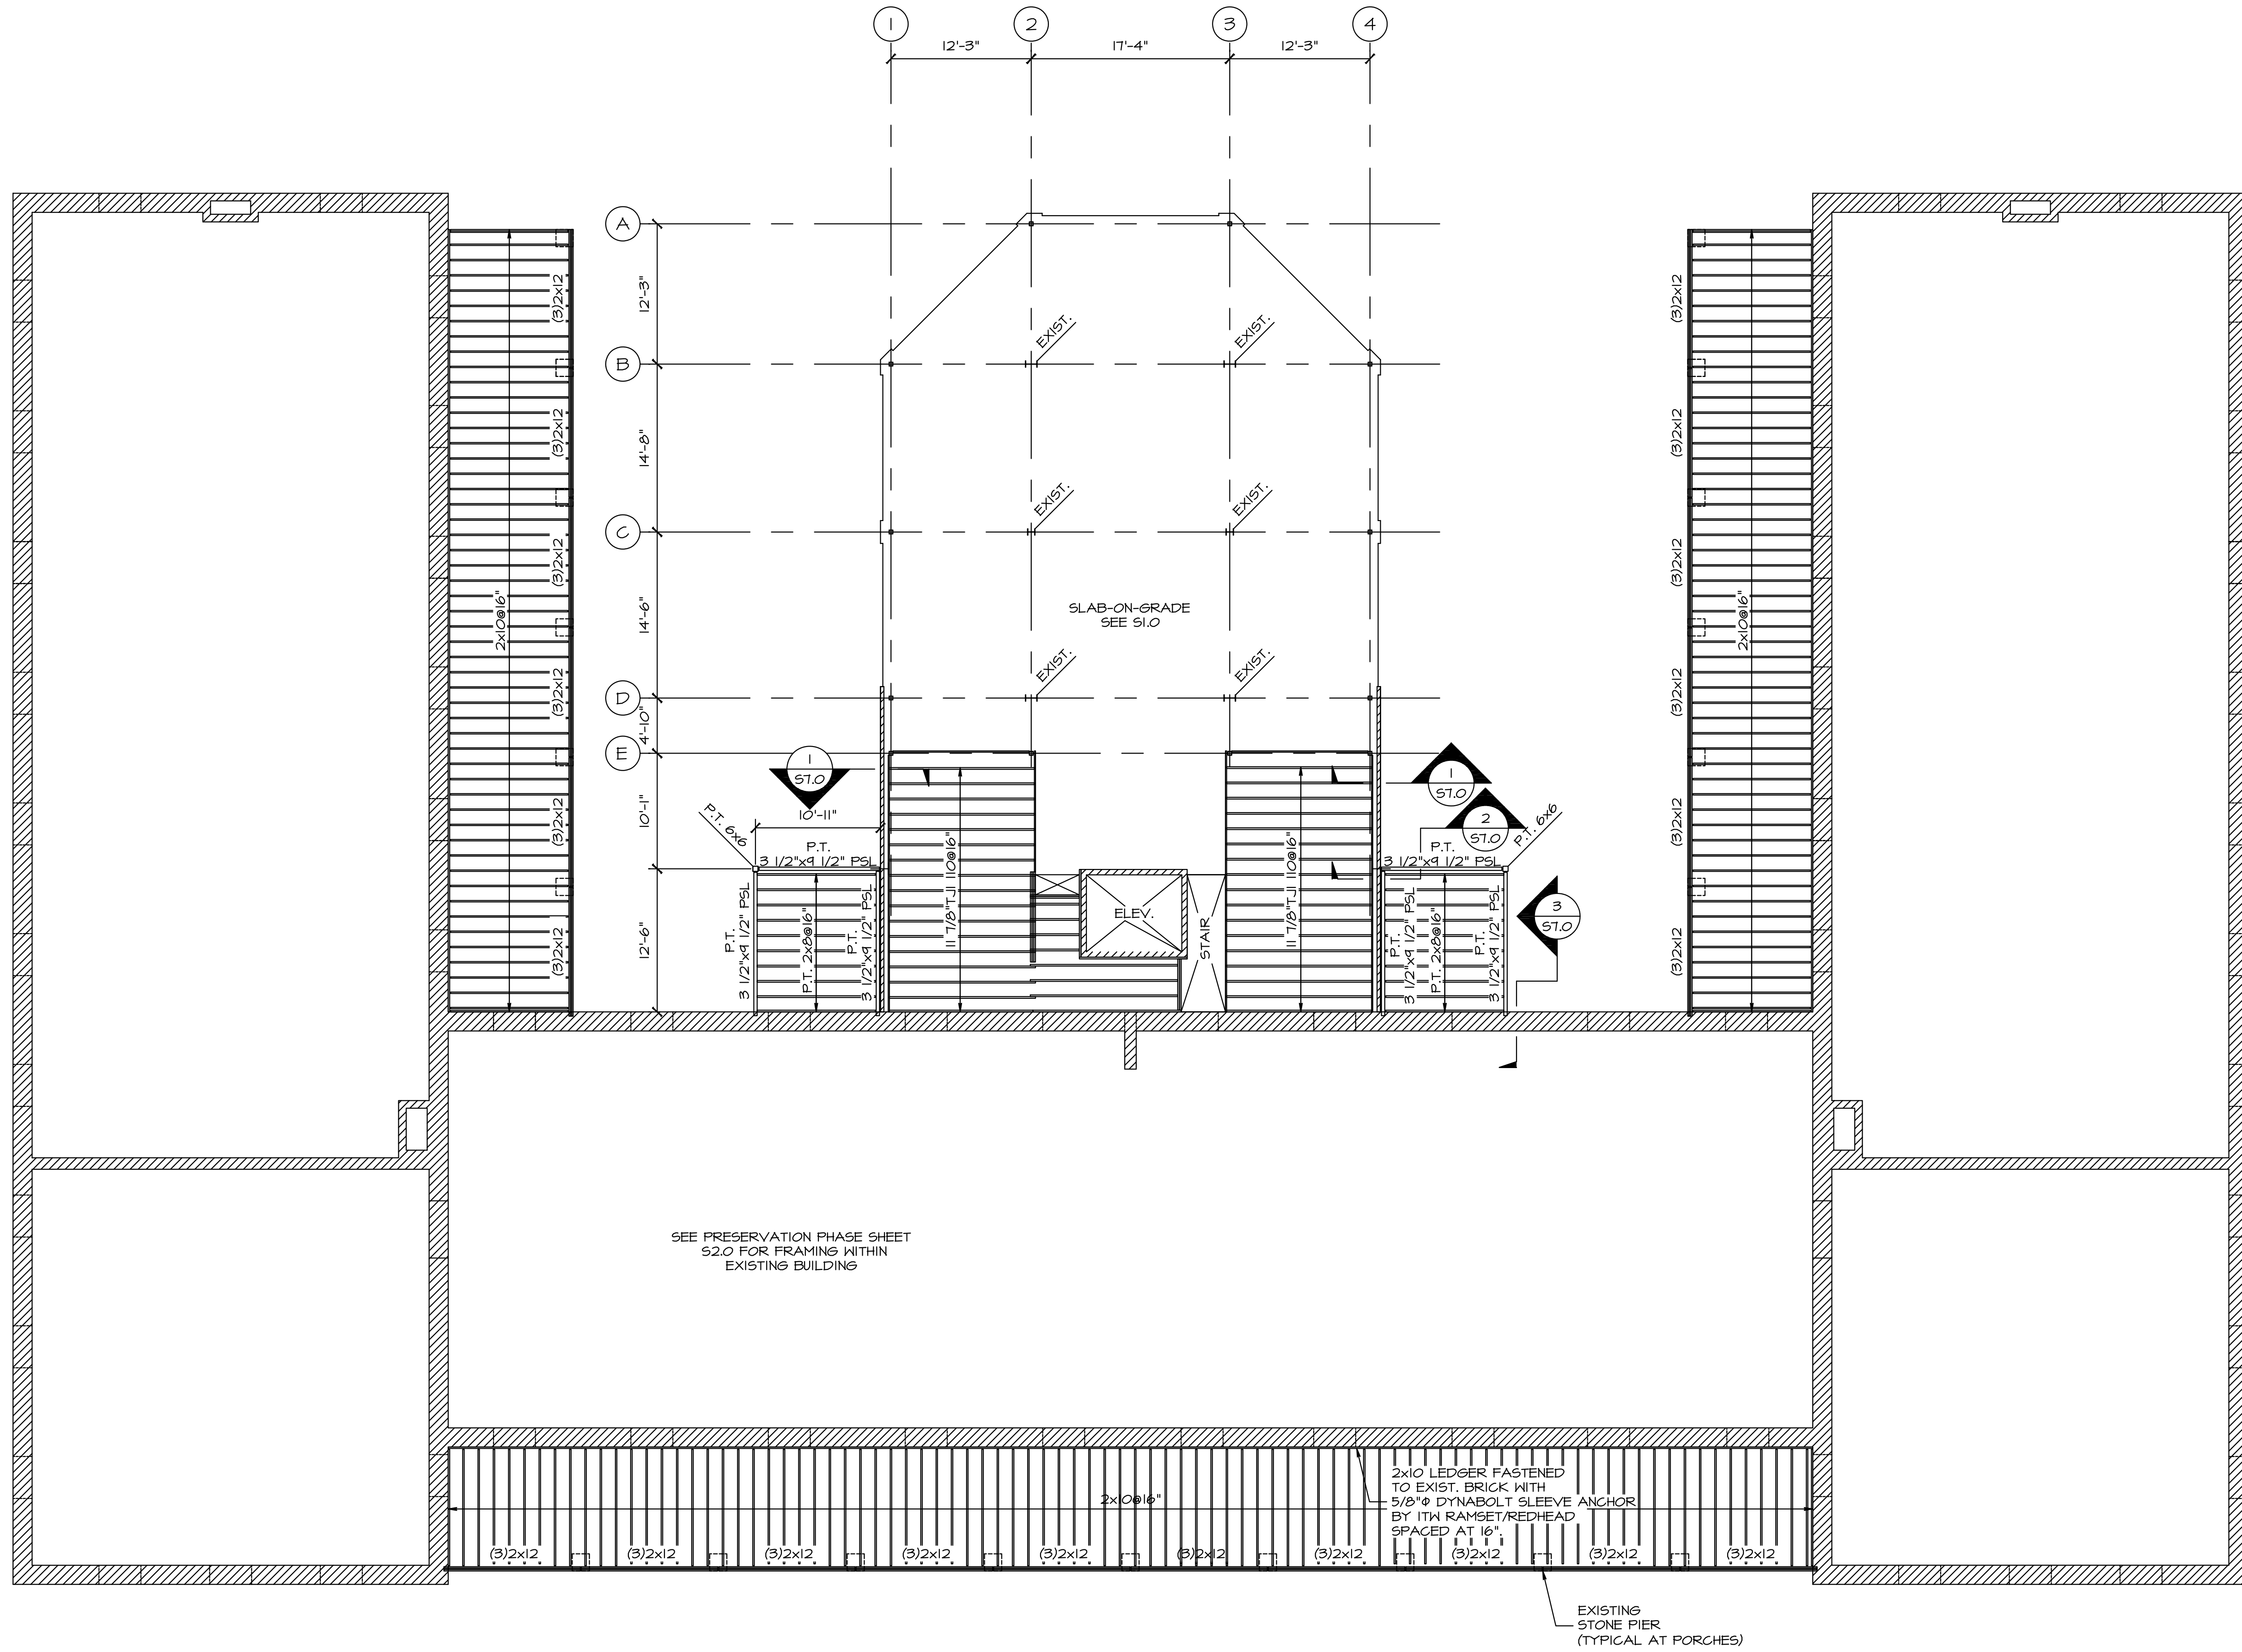 1
2
3
4
12'-3"
17'-4"
12'-3"
A
B
C
D
E
12'-3"
14'-8"
14'-6"
4'-10"
10'-1"
12'-6"
EXIST.
EXIST.
EXIST.
EXIST.
EXIST.
EXIST.
SLAB-ON-GRADE
SEE S1.0
(3)2x12
(3)2x12
(3)2x12
(3)2x12
(3)2x12
(3)2x12
2x10@16"
(3)2x12
(3)2x12
(3)2x12
(3)2x12
(3)2x12
(3)2x12
2x10@16"
1
S7.0
10'-11"
P.T. 6x6
P.T.
3 1/2"x9 1/2" PSL
P.T.
3 1/2"x9 1/2" PSL
P.T. 2x8@16"
P.T.
3 1/2"x9 1/2" PSL
11 7/8"TJI 110@16"
ELEV.
STAIR
11 7/8"TJI 110@16"
1
S7.0
2
S7.0
P.T. 6x6
P.T.
3 1/2"x9 1/2" PSL
P.T.
3 1/2"x9 1/2" PSL
P.T. 2x8@16"
P.T.
3 1/2"x9 1/2" PSL
3
S7.0
SEE PRESERVATION PHASE SHEET
S2.0 FOR FRAMING WITHIN
EXISTING BUILDING
2x10@16"
2x10 LEDGER FASTENED
TO EXIST. BRICK WITH
5/8"Φ DYNABOLT SLEEVE ANCHOR
BY ITW RAMSET/REDHEAD
SPACED AT 16".
(3)2x12
(3)2x12
(3)2x12
(3)2x12
(3)2x12
(3)2x12
(3)2x12
(3)2x12
(3)2x12
(3)2x12
EXISTING
STONE PIER
(TYPICAL AT PORCHES)